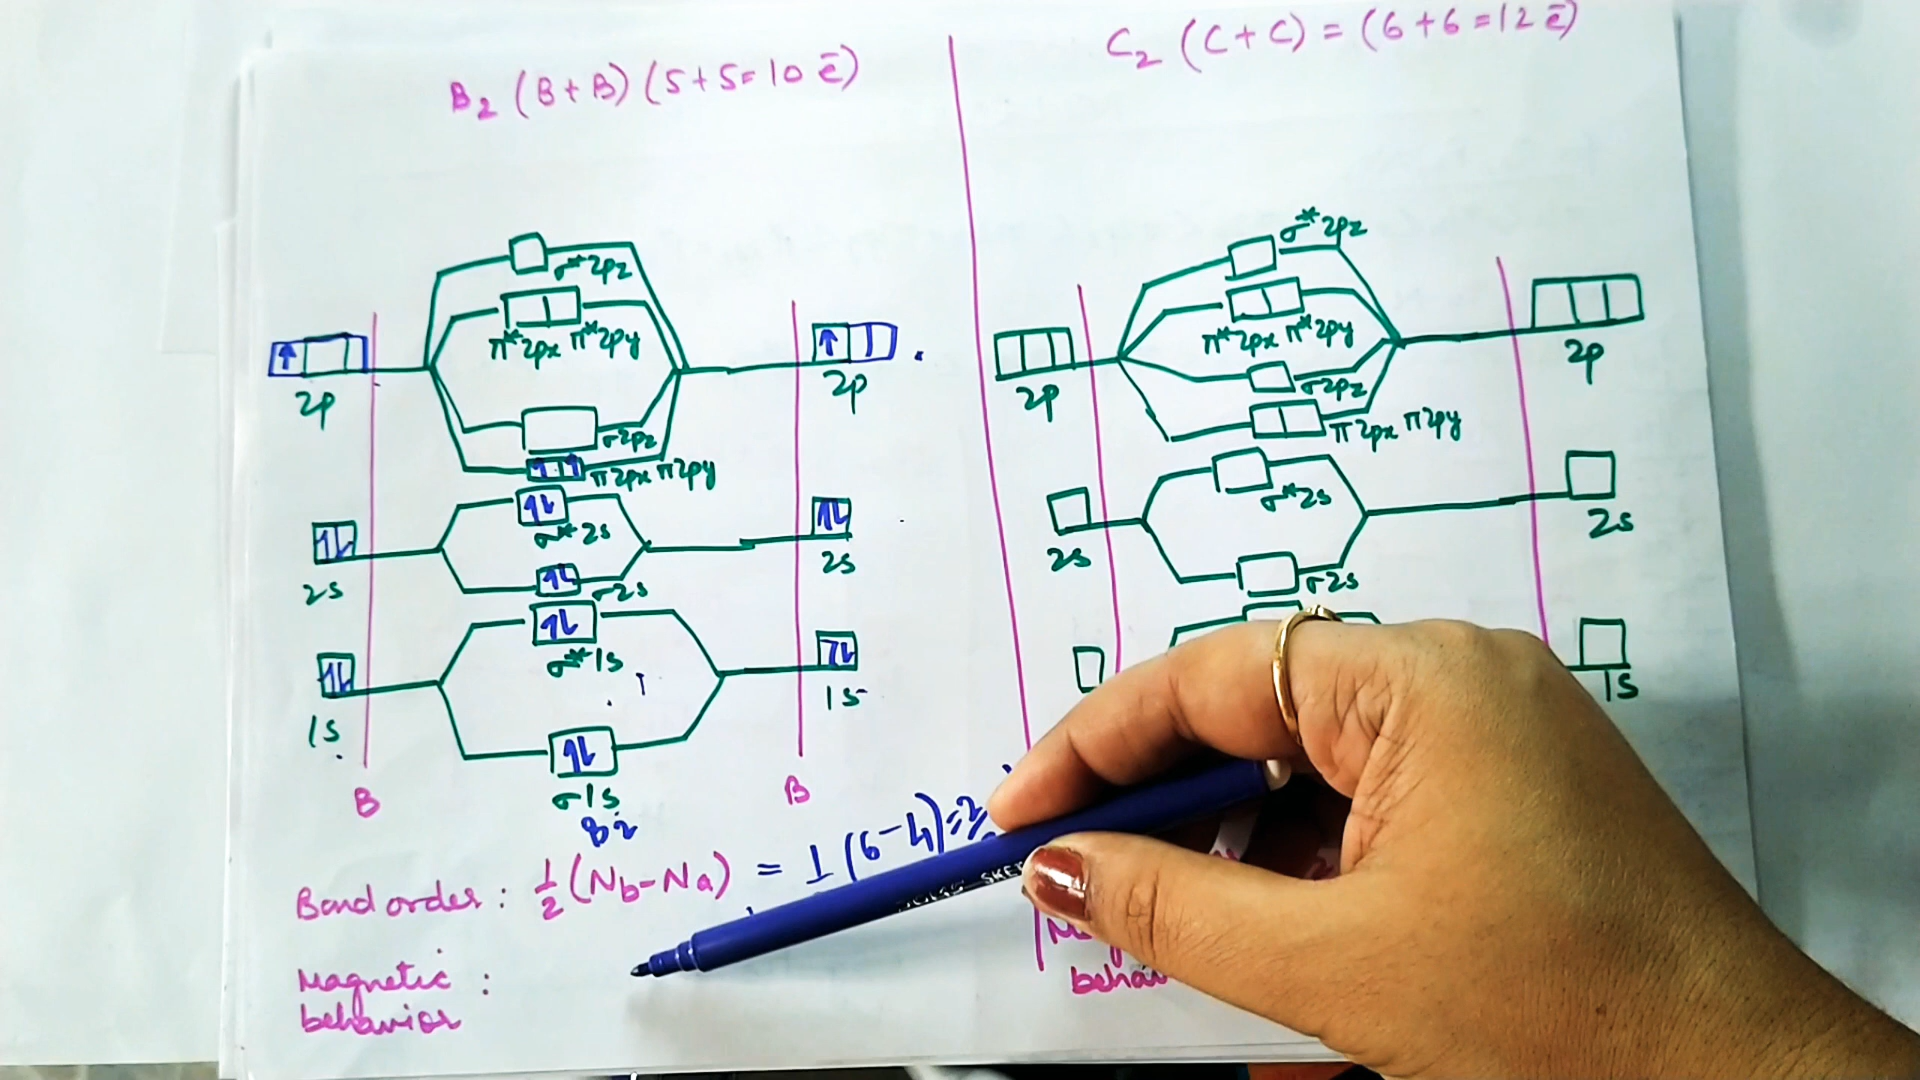 B₂ (B + B) (5 + 5 = 10 ē)
σ*2pz
π*2px π*2py
2p
2p
σ2pz
π2px π2py
σ*2s
2s
2s
σ2s
σ*1s
1s
1s
σ1s
B
B
B₂
Bond order : ½ (Nb - Na) = 1 (6 - 4) = 2
Magnetic :
behavior
C₂ (C + C) = (6 + 6 = 12 ē)
σ*2pz
π*2px π*2py
2p
2p
σ2pz
π2px π2py
σ*2s
2s
2s
σ2s
1s